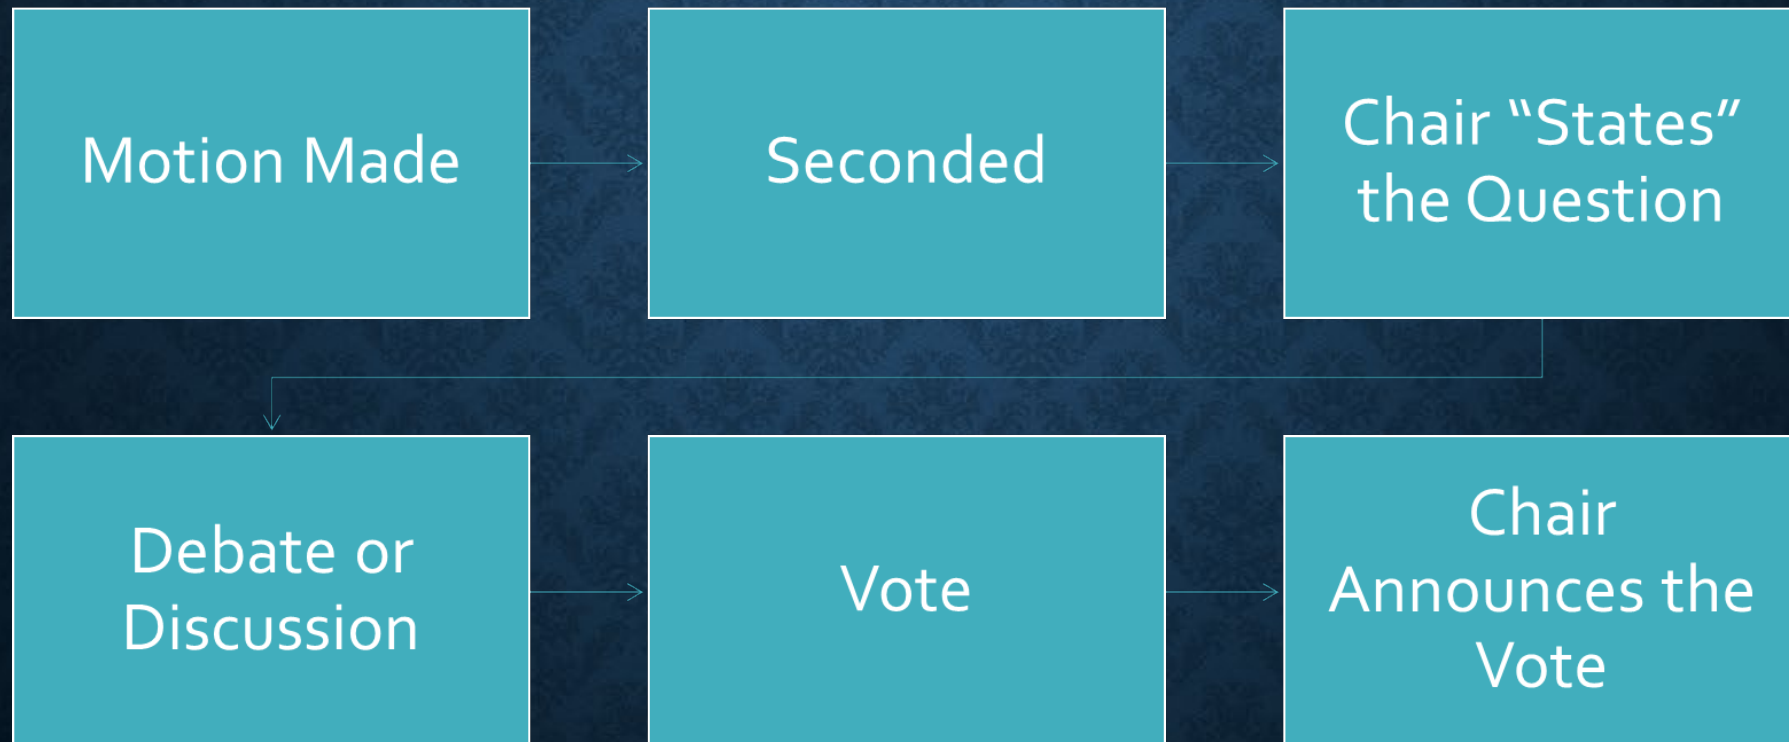 Motion Made
Seconded
Chair “States”
the Question
Debate or
Discussion
Vote
Chair
Announces the
Vote